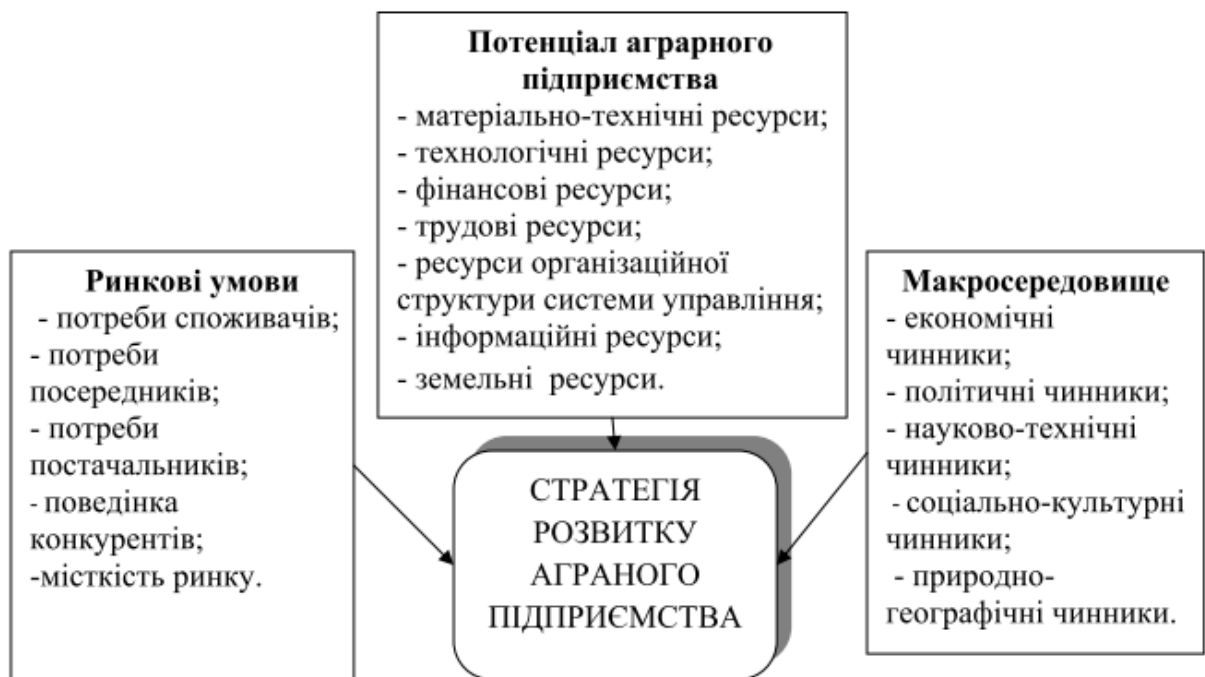 Потенціал аграрного
підприємства
- матеріально-технічні ресурси;
- технологічні ресурси;
- фінансові ресурси;
- трудові ресурси;
- ресурси організаційної
структури системи управління;
- інформаційні ресурси;
- земельні ресурси.
Ринкові умови
- потреби споживачів;
- потреби
посередників;
- потреби
постачальників;
- поведінка
конкурентів;
-місткість ринку.
Макросередовище
- економічні
чинники;
- політичні чинники;
- науково-технічні
чинники;
- соціально-культурні
чинники;
- природно-
географічні чинники.
СТРАТЕГІЯ
РОЗВИТКУ
АГРАНОГО
ПІДПРИЄМСТВА